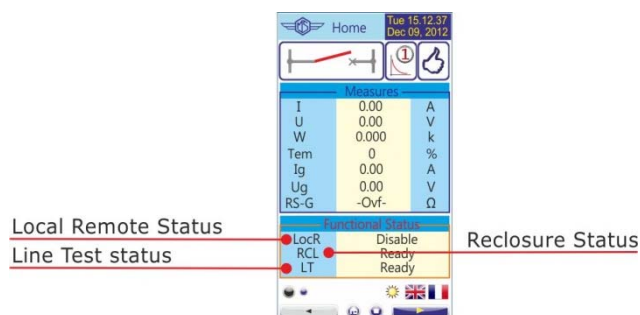 Home
Tue 15.12.37
Dec 09, 2012
1
Measures
I 0.00 A
U 0.00 V
W 0.000 k
Tem 0 %
Ig 0.00 A
Ug 0.00 V
RS-G -Ovf- Ω
Functional Status
LocR Disable
RCL Ready
LT Ready
Local Remote Status
Line Test status
Reclosure Status